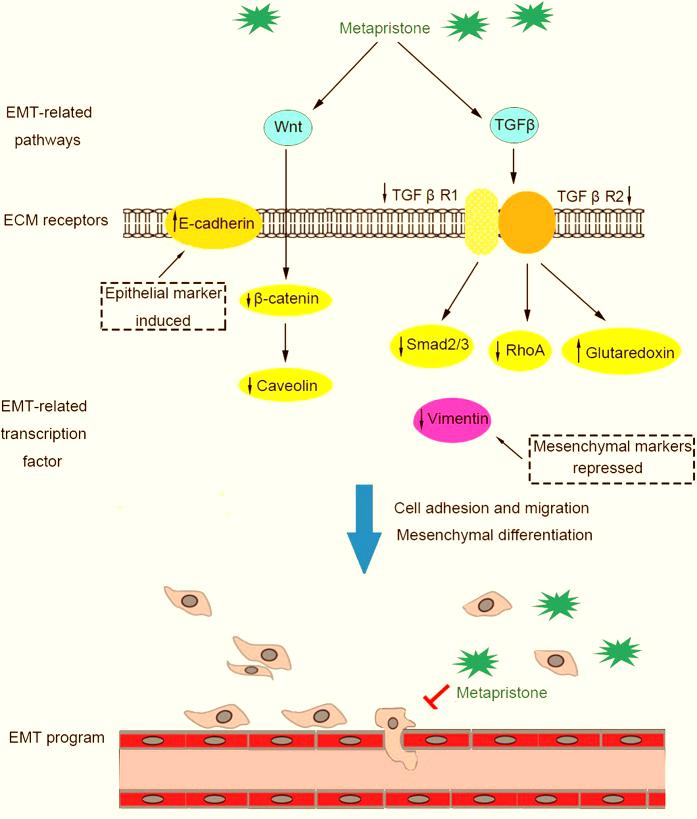 Metapristone
EMT-related
pathways
Wnt
TGFβ
TGF β R1
TGF β R2
ECM receptors
E-cadherin
Epithelial marker
induced
β-catenin
Smad2/3
RhoA
Glutaredoxin
Caveolin
EMT-related
transcription
factor
Vimentin
Mesenchymal markers
repressed
Cell adhesion and migration
Mesenchymal differentiation
Metapristone
EMT program